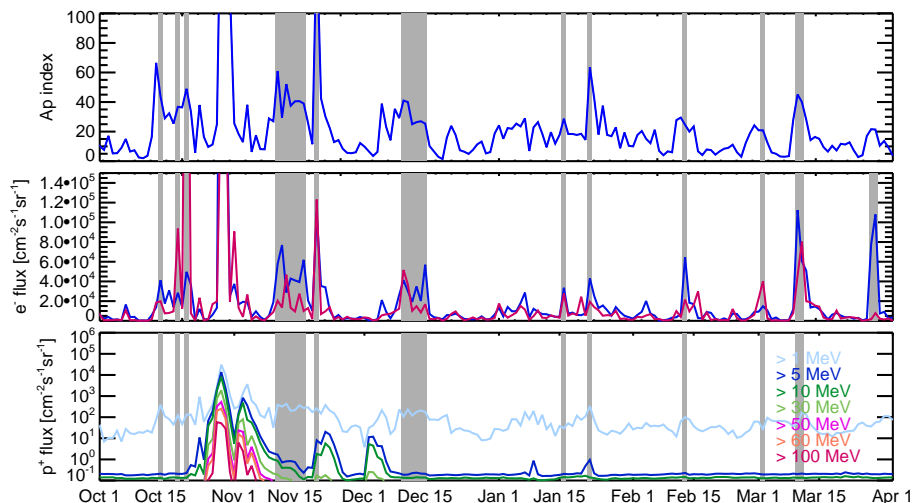 Ap index
100
80
60
40
20
0
e- flux [cm-2s-1sr-1]
1.4•10^5
1.2•10^5
1.0•10^5
8.0•10^4
6.0•10^4
4.0•10^4
2.0•10^4
0
p+ flux [cm-2s-1sr-1]
10^6
10^5
10^4
10^3
10^2
10^1
10^0
10^-1
> 1 MeV
> 5 MeV
> 10 MeV
> 30 MeV
> 50 MeV
> 60 MeV
> 100 MeV
Oct 1 Oct 15 Nov 1 Nov 15 Dec 1 Dec 15 Jan 1 Jan 15 Feb 1 Feb 15 Mar 1 Mar 15 Apr 1